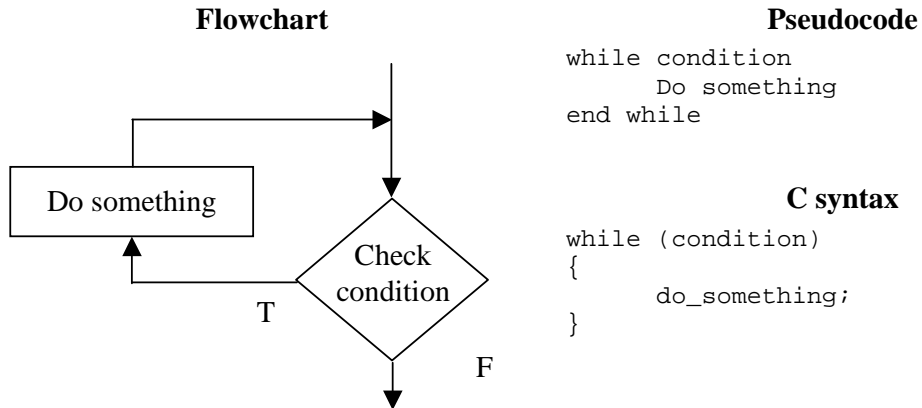 Flowchart
Do something
Check
condition
T
F
Pseudocode
while condition
      Do something
end while
C syntax
while (condition)
{
      do_something;
}